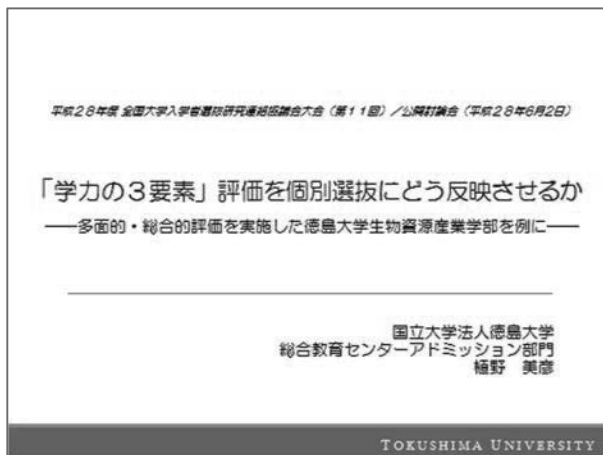 平成28年度 全国大学入学者選抜研究連絡協議会大会（第11回）／公開討論会（平成28年6月2日）
「学力の3要素」評価を個別選抜にどう反映させるか
――多面的・総合的評価を実施した徳島大学生物資源産業学部を例に――
国立大学法人徳島大学
総合教育センターアドミッション部門
植野 美彦
TOKUSHIMA UNIVERSITY